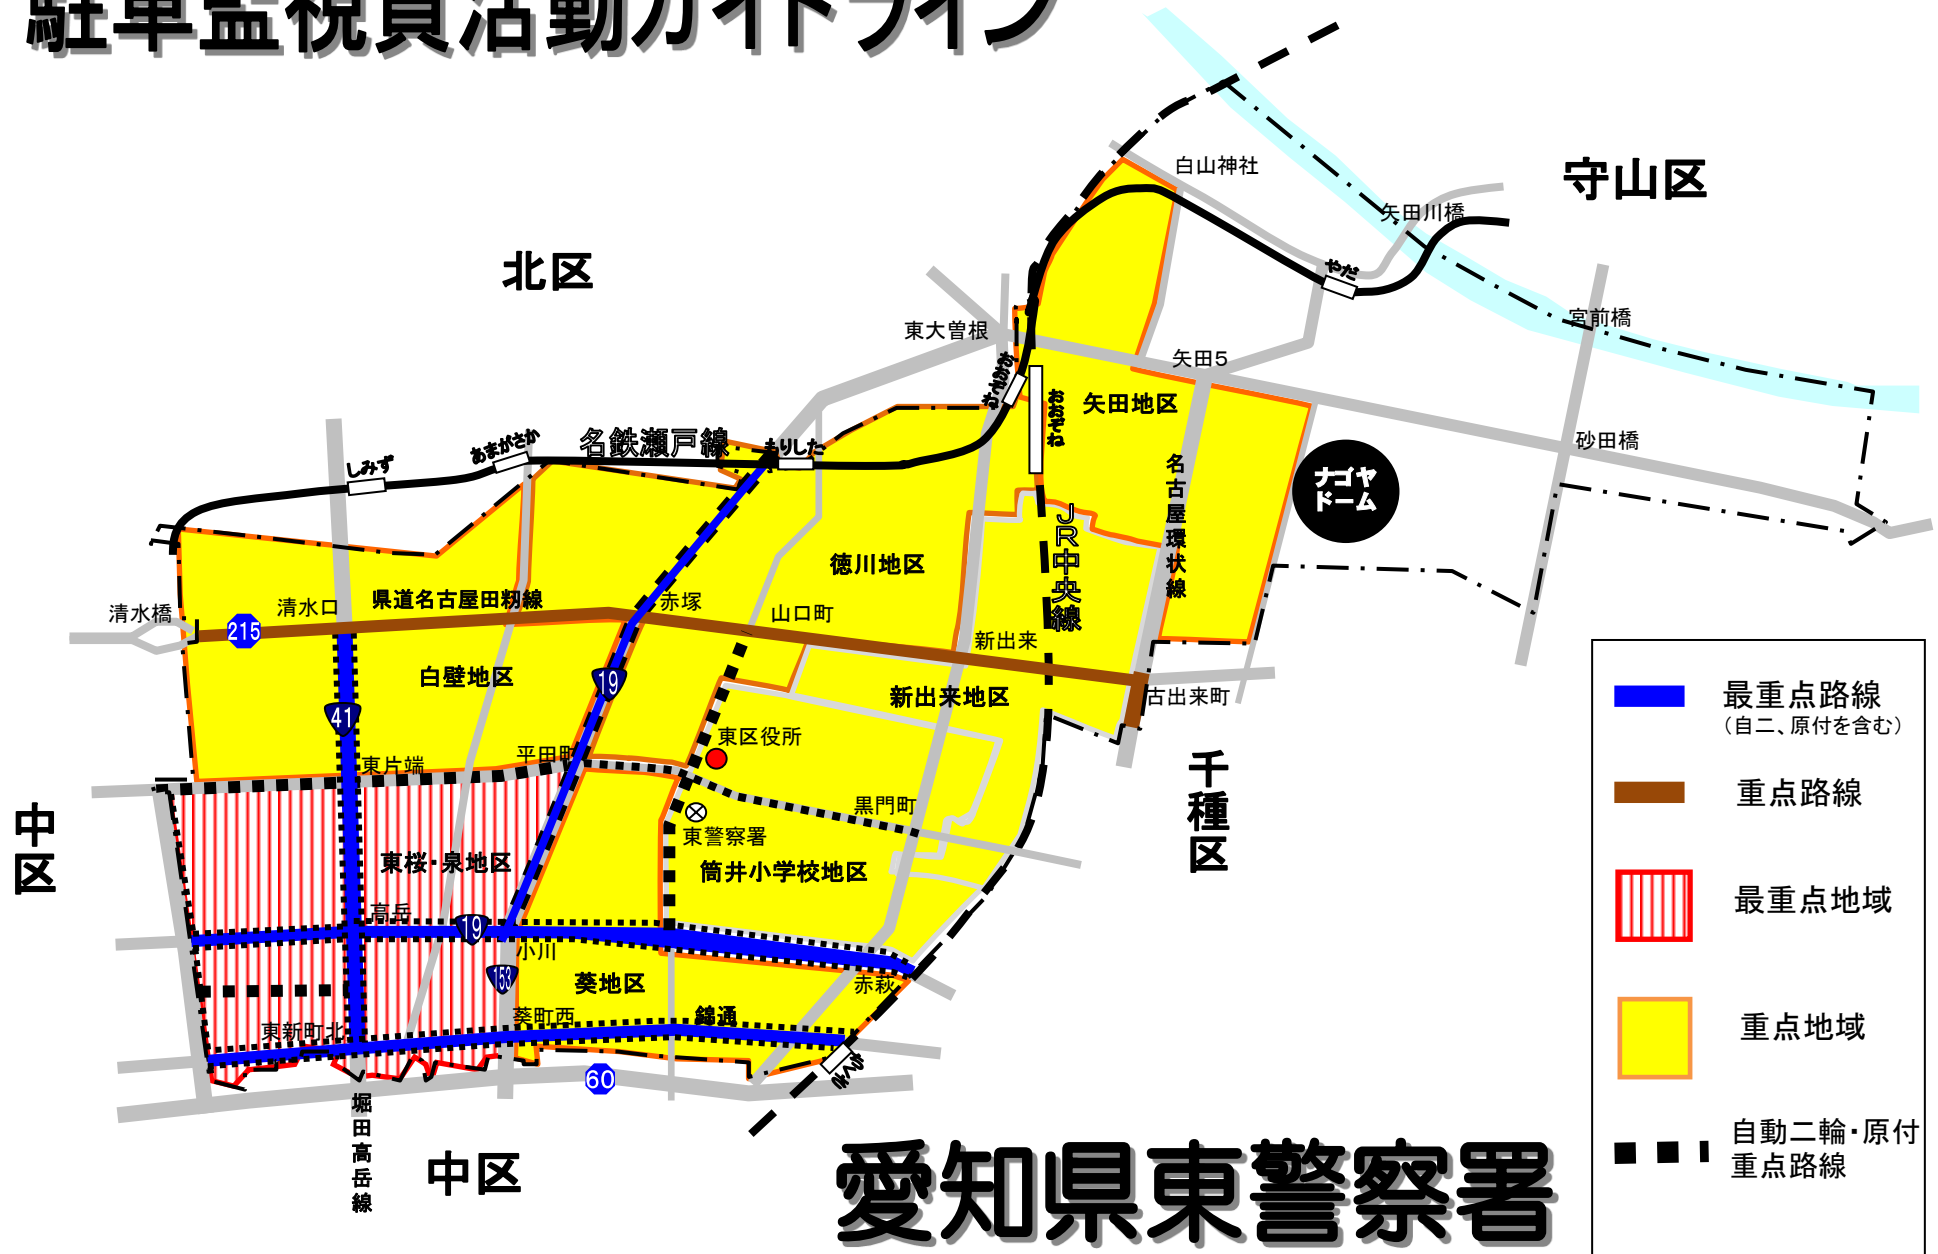 駐車監視員活動ガイドライン
守山区
白山神社
矢田川橋
やだ
北区
宮前橋
東大曽根
矢田5
おおぞね
おおぞね
矢田地区
砂田橋
名鉄瀬戸線
もりした
あまがさか
しみず
名古屋環状線
ナゴヤ
ドーム
JR中央線
徳川地区
県道名古屋田籾線
清水橋
清水口
赤塚
山口町
新出来
215
白壁地区
19
新出来地区
古出来町
41
東区役所
平田町
東片端
千種区
黒門町
東警察署
中区
東桜・泉地区
筒井小学校地区
高岳
19
小川
153
葵地区
赤萩
葵町西
錦通
東新町北
ちくさ
60
堀田高岳線
中区
愛知県東警察署
最重点路線
(自二、原付を含む)
重点路線
最重点地域
重点地域
自動二輪・原付
重点路線